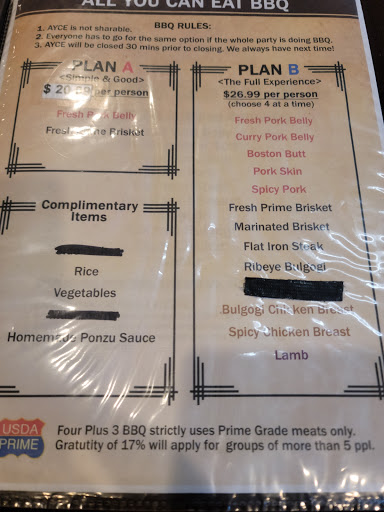 ALL YOU CAN EAT BBQ
BBQ RULES:
1. AYCE is not sharable.
2. Everyone has to go for the same option if the whole party is doing BBQ.
3. AYCE will be closed 30 mins prior to closing. We always have next time!
PLAN A
<Simple & Good>
$ 20 per person
Fresh Pork Belly
Fresh Prime Brisket
Complimentary
Items
Rice
Vegetables
Homemade Ponzu Sauce
PLAN B
<The Full Experience>
$26.99 per person
(choose 4 at a time)
Fresh Pork Belly
Curry Pork Belly
Boston Butt
Pork Skin
Spicy Pork
Fresh Prime Brisket
Marinated Brisket
Flat Iron Steak
Ribeye Bulgogi
Bulgogi Chicken Breast
Spicy Chicken Breast
Lamb
USDA
PRIME
Four Plus 3 BBQ strictly uses Prime Grade meats only.
Gratutity of 17% will apply for groups of more than 5 ppl.